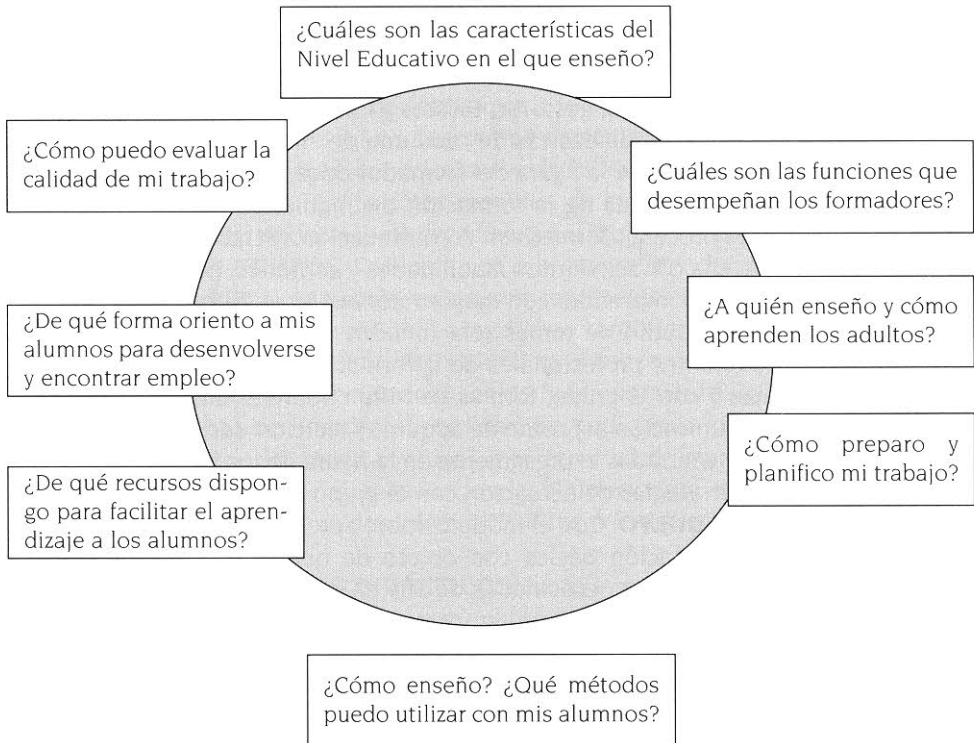 ¿Cuáles son las características del
Nivel Educativo en el que enseño?
¿Cuáles son las funciones que
desempeñan los formadores?
¿A quién enseño y cómo
aprenden los adultos?
¿Cómo preparo y
planifico mi trabajo?
¿Cómo enseño? ¿Qué métodos
puedo utilizar con mis alumnos?
¿De qué recursos dispon-
go para facilitar el apren-
dizaje a los alumnos?
¿De qué forma oriento a mis
alumnos para desenvolverse
y encontrar empleo?
¿Cómo puedo evaluar la
calidad de mi trabajo?